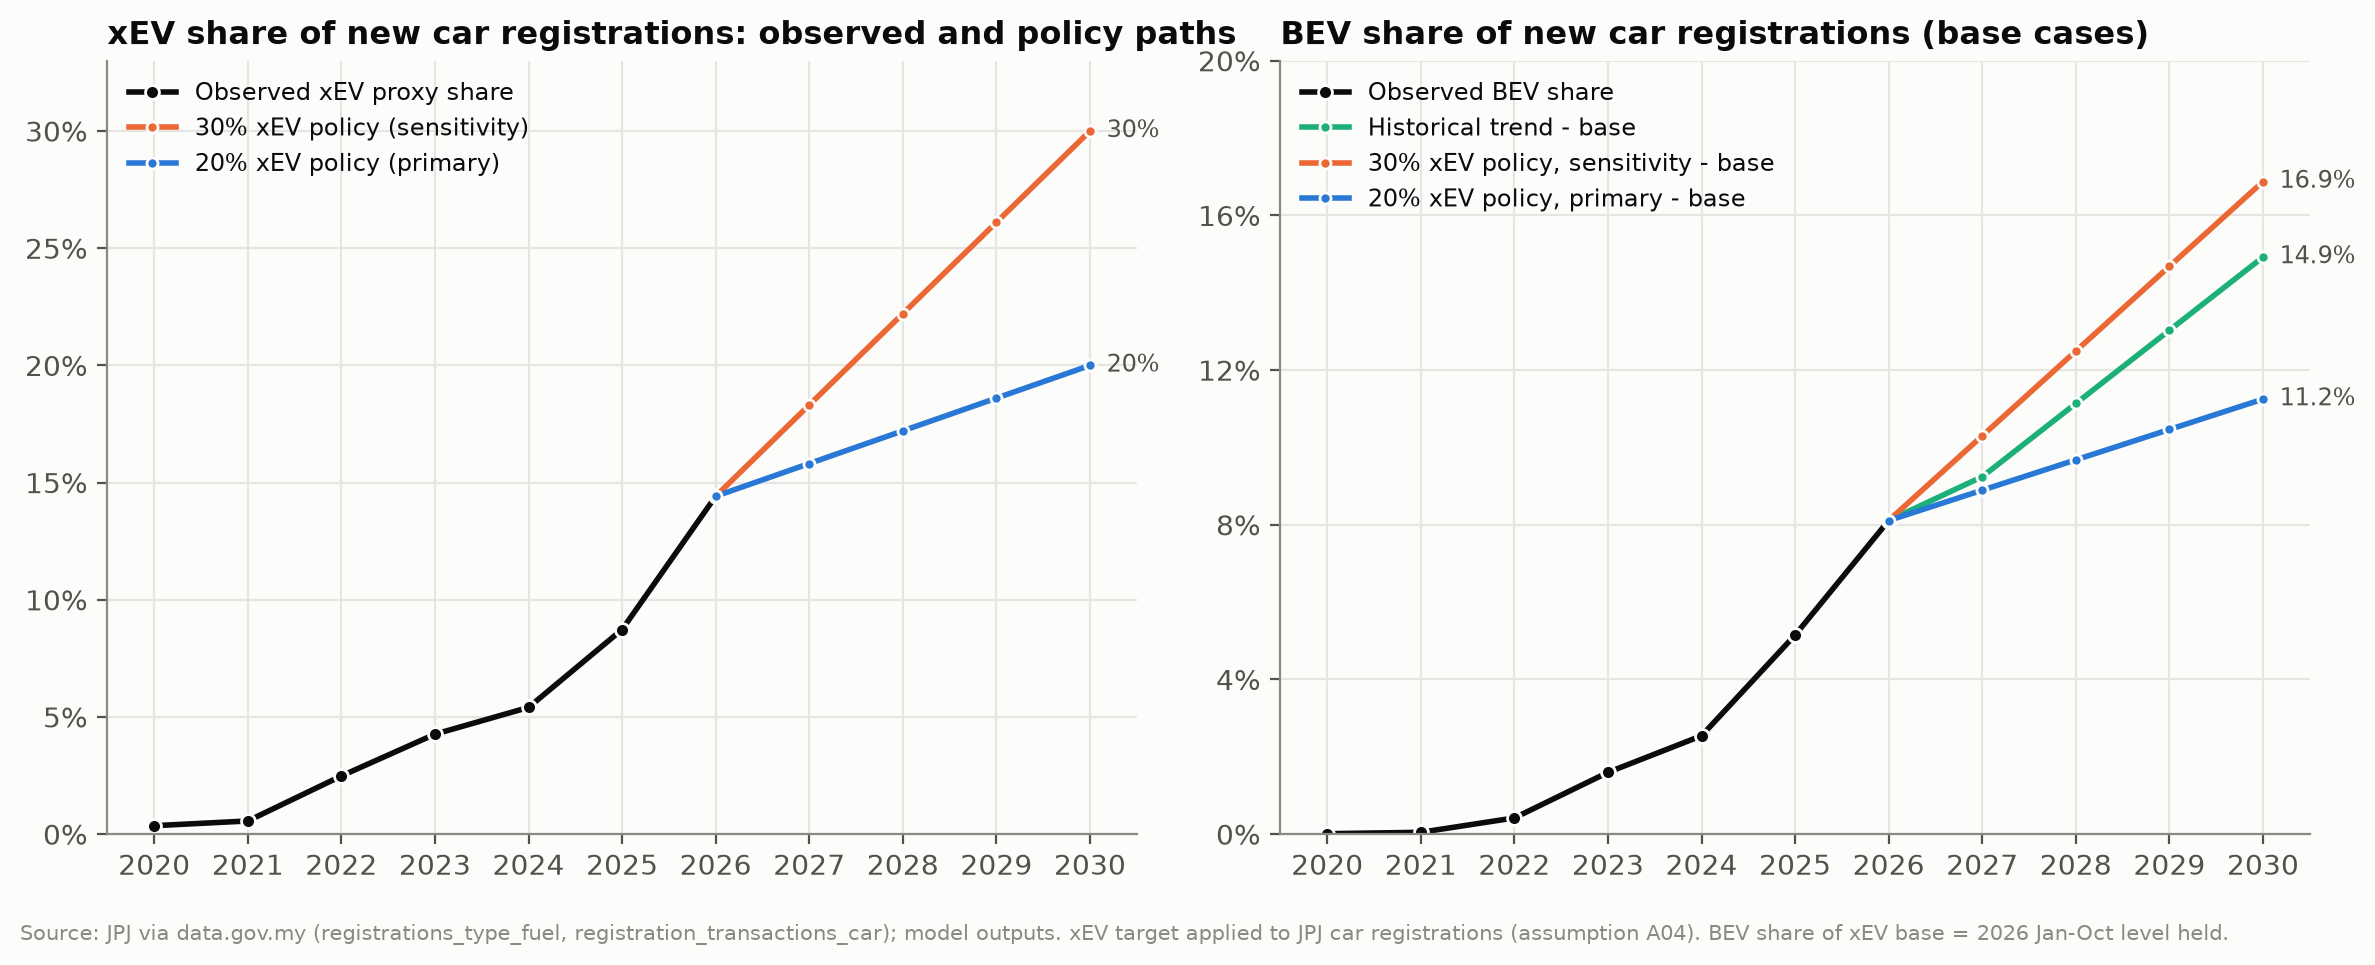 xEV share of new car registrations: observed and policy paths
Observed xEV proxy share
30% xEV policy (sensitivity)
20% xEV policy (primary)
30%
25%
20%
15%
10%
5%
0%
30%
20%
2020 2021 2022 2023 2024 2025 2026 2027 2028 2029 2030
BEV share of new car registrations (base cases)
Observed BEV share
Historical trend - base
30% xEV policy, sensitivity - base
20% xEV policy, primary - base
20%
16%
12%
8%
4%
0%
16.9%
14.9%
11.2%
2020 2021 2022 2023 2024 2025 2026 2027 2028 2029 2030
Source: JPJ via data.gov.my (registrations_type_fuel, registration_transactions_car); model outputs. xEV target applied to JPJ car registrations (assumption A04). BEV share of xEV base = 2026 Jan-Oct level held.